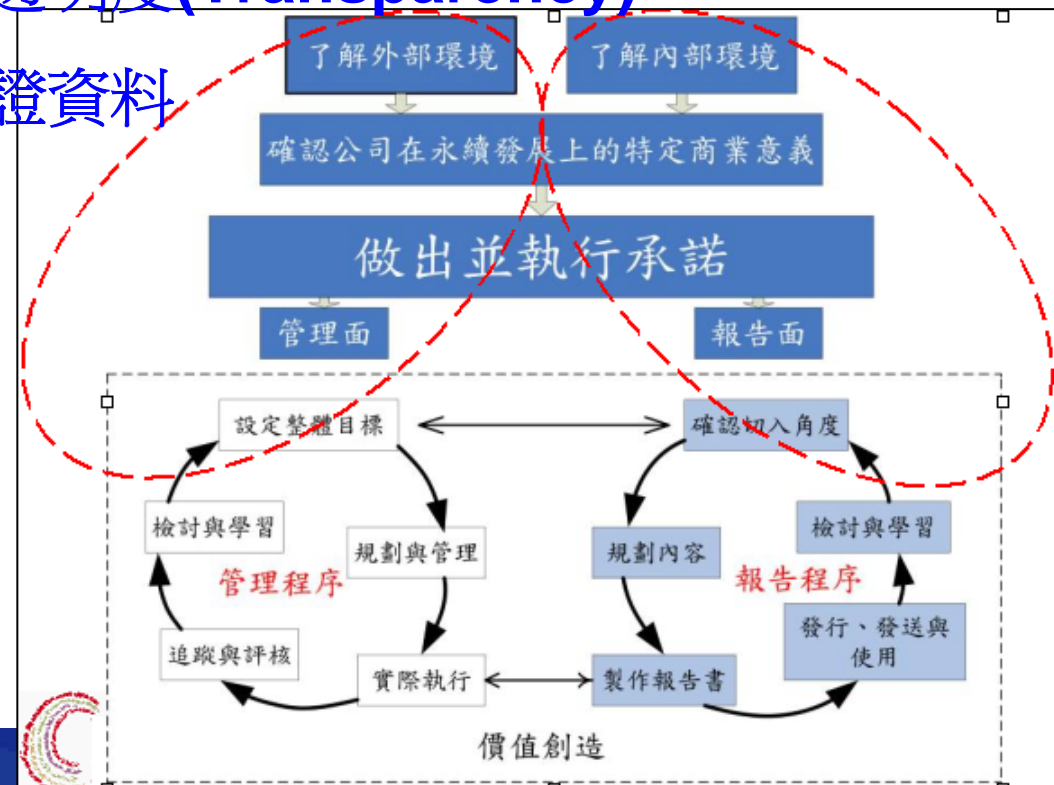 透明度(Transparency)
證資料
了解外部環境
了解內部環境
確認公司在永續發展上的特定商業意義
做出並執行承諾
管理面
報告面
設定整體目標
確認切入角度
檢討與學習
規劃與管理
規劃內容
檢討與學習
管理程序
報告程序
追蹤與評核
實際執行
製作報告書
發行、發送與
使用
價值創造